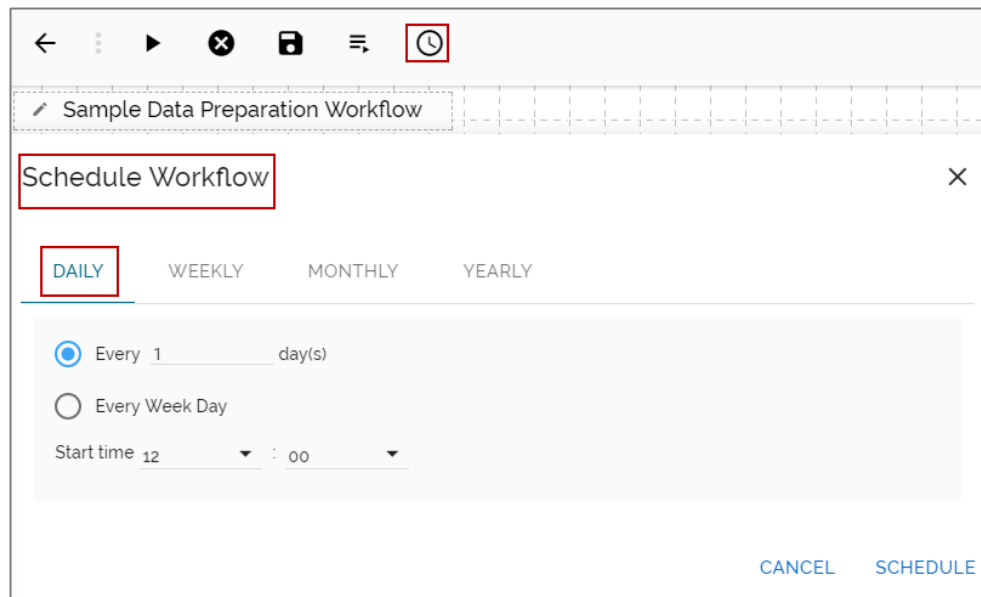 Sample Data Preparation Workflow
Schedule Workflow
DAILY WEEKLY MONTHLY YEARLY
Every 1 day(s)
Every Week Day
Start time 12 : 00
CANCEL SCHEDULE